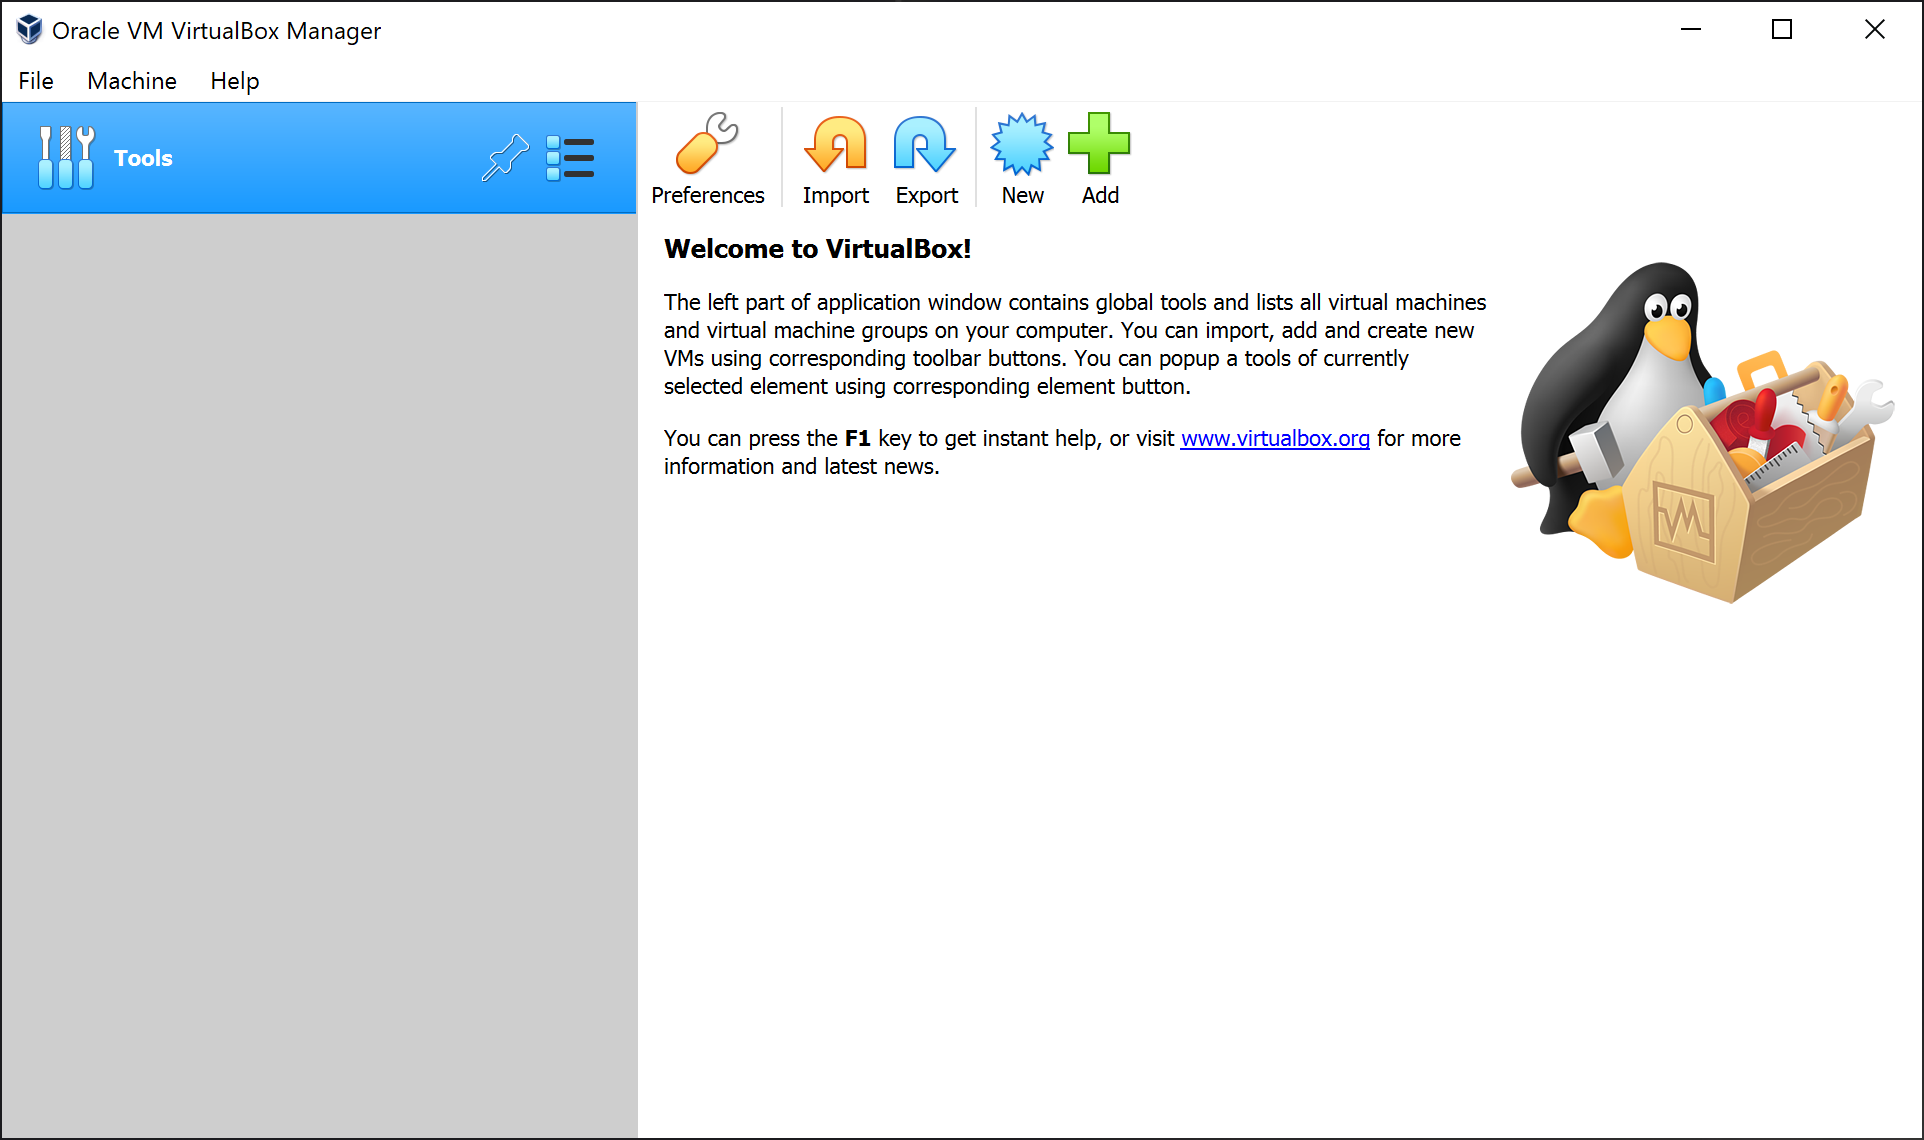 Oracle VM VirtualBox Manager
File Machine Help
Tools
Preferences Import Export New Add
Welcome to VirtualBox!
The left part of application window contains global tools and lists all virtual machines
and virtual machine groups on your computer. You can import, add and create new
VMs using corresponding toolbar buttons. You can popup a tools of currently
selected element using corresponding element button.
You can press the F1 key to get instant help, or visit www.virtualbox.org for more
information and latest news.